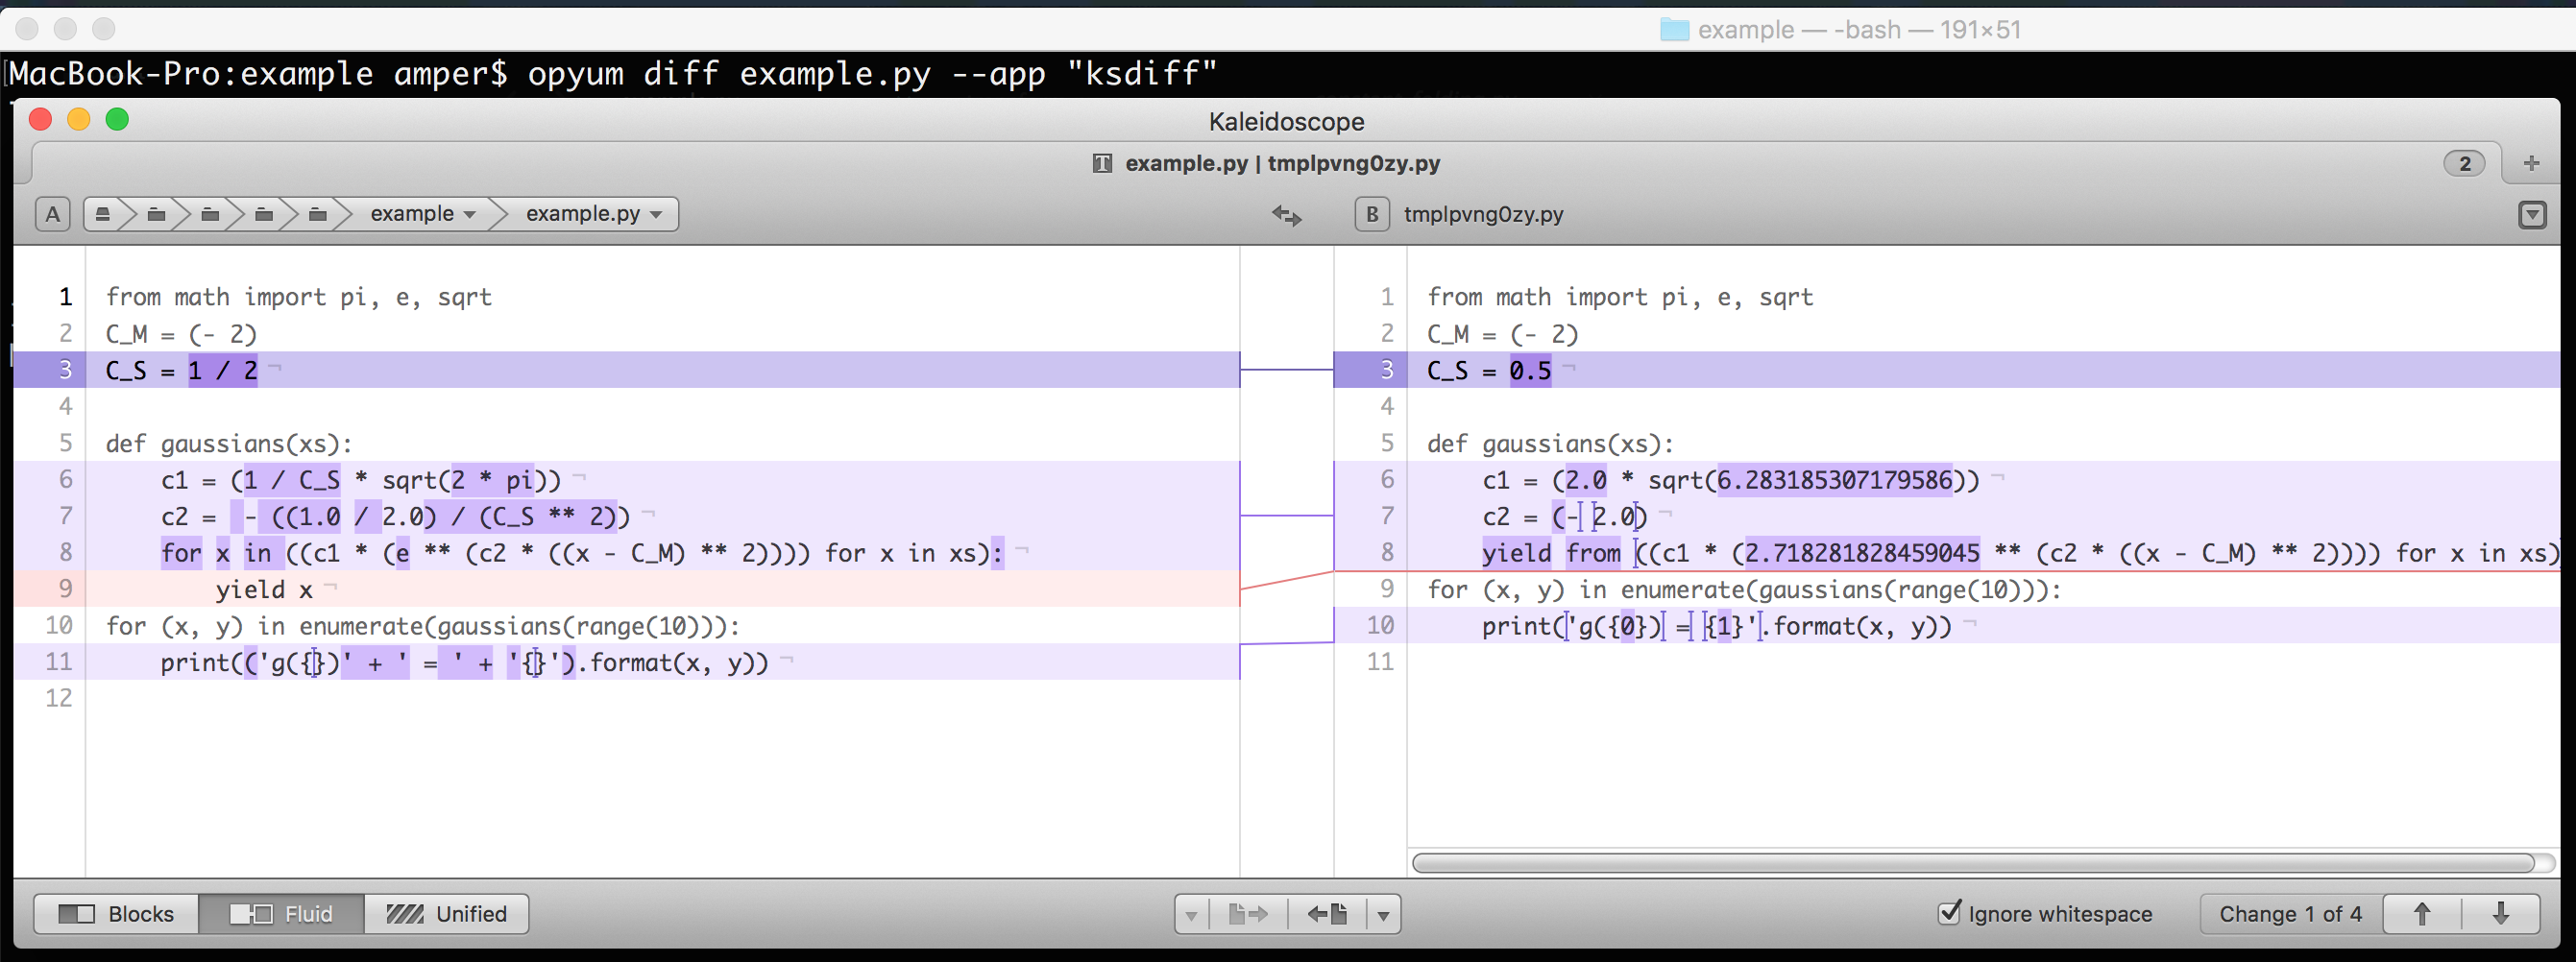 example — -bash — 191×51
MacBook-Pro:example amper$ opyum diff example.py --app "ksdiff"
Kaleidoscope
example.py | tmplpvng0zy.py
2
+
A
example
example.py
B
tmplpvng0zy.py
1 from math import pi, e, sqrt
2 C_M = (- 2)
3 C_S = 1 / 2 ¬
4
5 def gaussians(xs):
6 c1 = (1 / C_S * sqrt(2 * pi)) ¬
7 c2 = - ((1.0 / 2.0) / (C_S ** 2)) ¬
8 for x in ((c1 * (e ** (c2 * ((x - C_M) ** 2)))) for x in xs): ¬
9 yield x ¬
10 for (x, y) in enumerate(gaussians(range(10))):
11 print(('g({})' + ' = ' + '{}').format(x, y)) ¬
12
1 from math import pi, e, sqrt
2 C_M = (- 2)
3 C_S = 0.5 ¬
4
5 def gaussians(xs):
6 c1 = (2.0 * sqrt(6.283185307179586)) ¬
7 c2 = (- 2.0) ¬
8 yield from ((c1 * (2.718281828459045 ** (c2 * ((x - C_M) ** 2)))) for x in xs)
9 for (x, y) in enumerate(gaussians(range(10))):
10 print('g({0}) = {1}'.format(x, y)) ¬
11
Blocks
Fluid
Unified
Ignore whitespace
Change 1 of 4